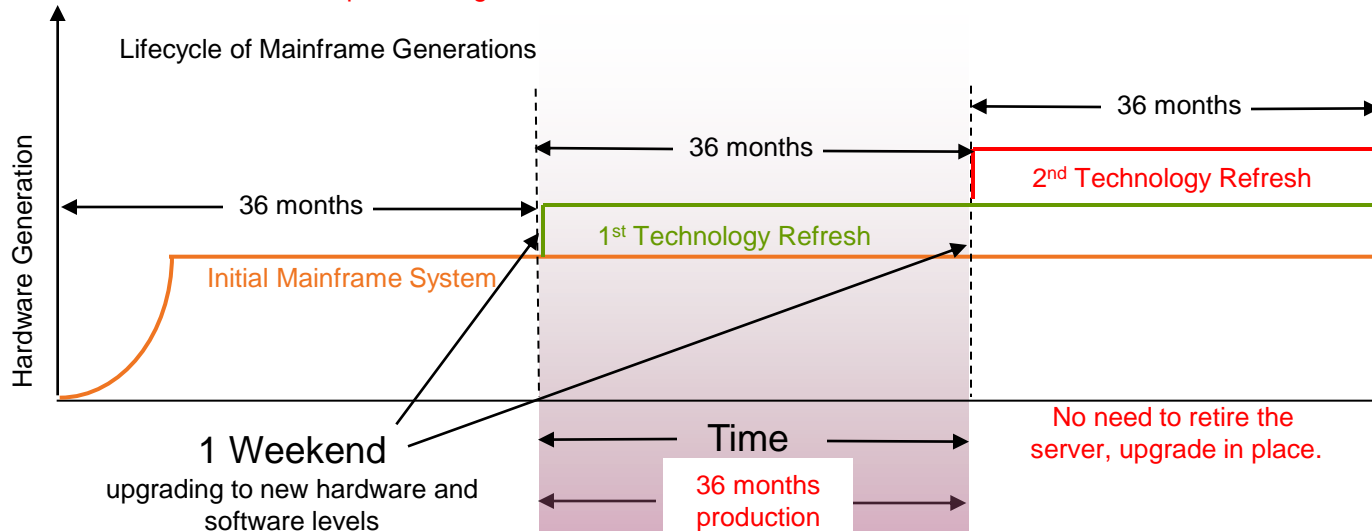 Lifecycle of Mainframe Generations
36 months
36 months
36 months
2nd Technology Refresh
1st Technology Refresh
Initial Mainframe System
Hardware Generation
1 Weekend
upgrading to new hardware and
software levels
Time
36 months
production
No need to retire the
server, upgrade in place.